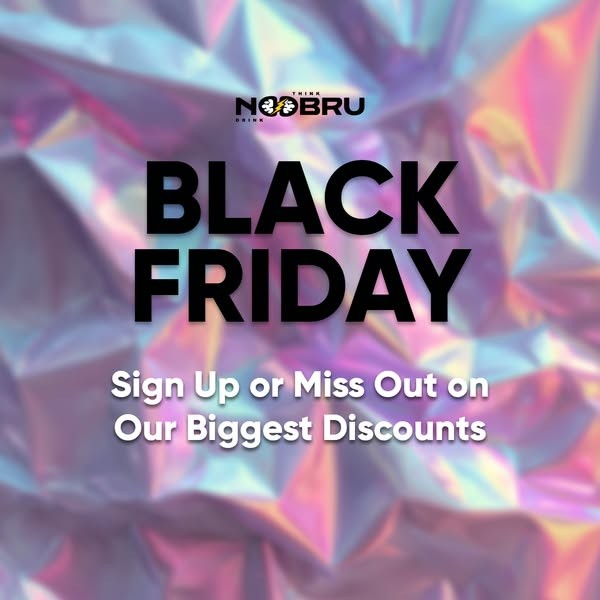 THINK
NOOBRU
DRINK
BLACK
FRIDAY
Sign Up or Miss Out on
Our Biggest Discounts